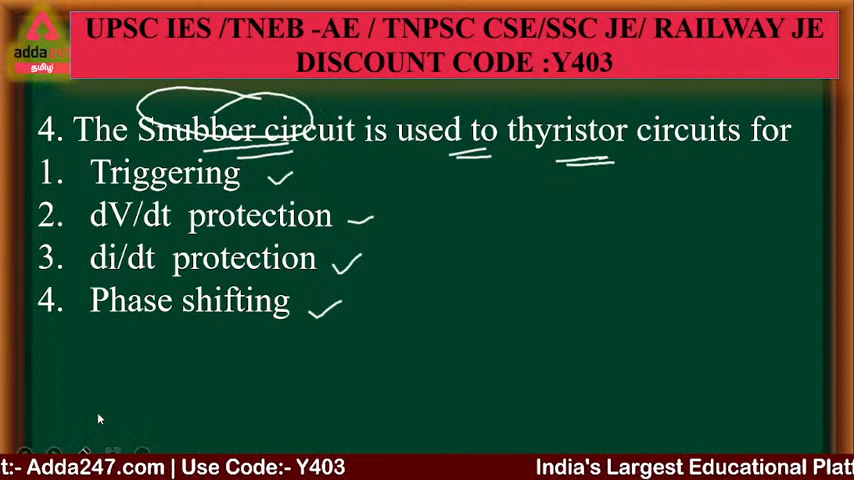 UPSC IES /TNEB -AE / TNPSC CSE/SSC JE/ RAILWAY JE
DISCOUNT CODE :Y403
adda247
தமிழ்
4. The Snubber circuit is used to thyristor circuits for
1. Triggering
2. dV/dt protection
3. di/dt protection
4. Phase shifting
t:- Adda247.com | Use Code:- Y403
India's Largest Educational Platf